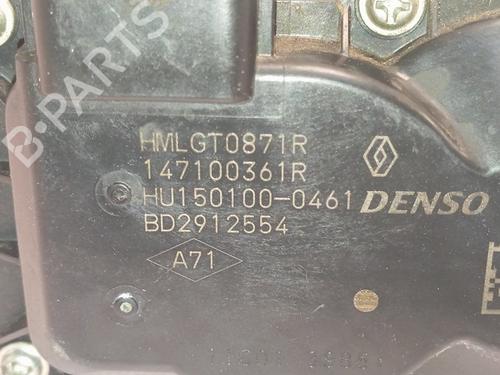 B-PARTS
HMLGT0871R
147100361R
HU150100-0461
DENSO
BD2912554
A71